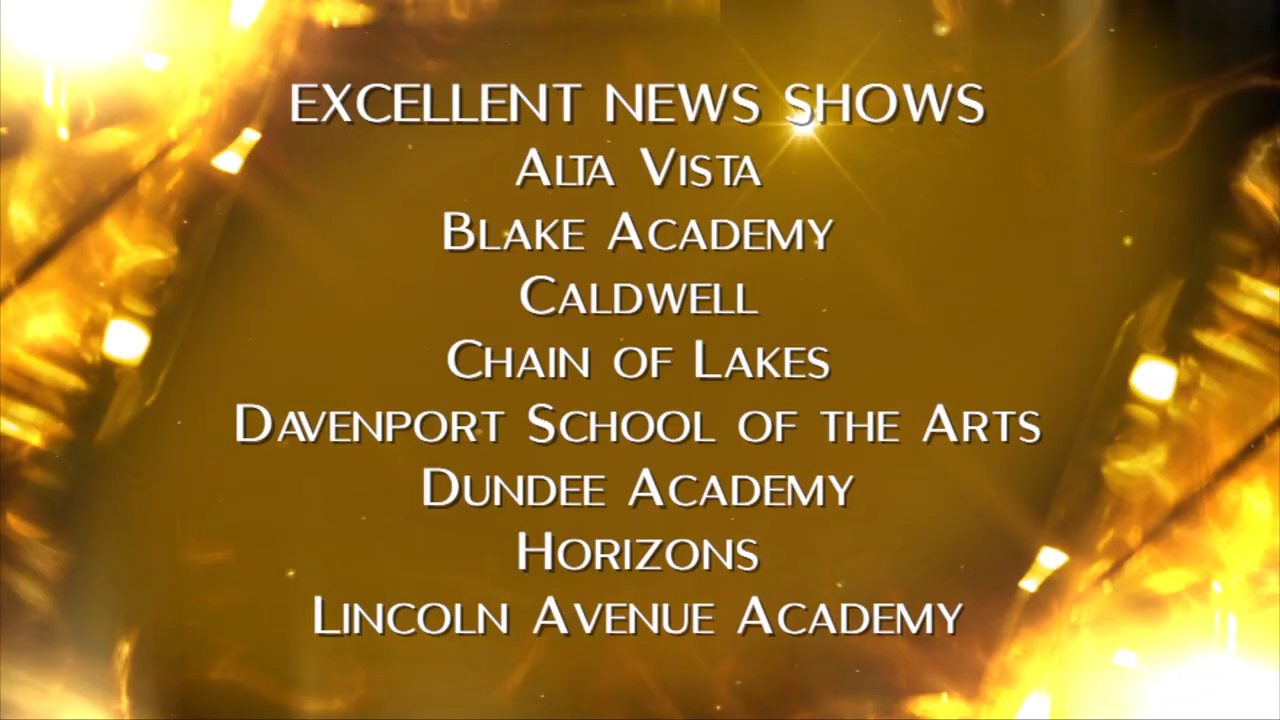 EXCELLENT NEWS SHOWS
ALTA VISTA
BLAKE ACADEMY
CALDWELL
CHAIN OF LAKES
DAVENPORT SCHOOL OF THE ARTS
DUNDEE ACADEMY
HORIZONS
LINCOLN AVENUE ACADEMY